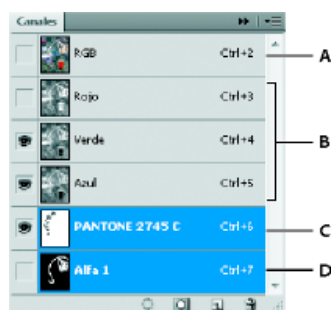 Canales
RGB Ctrl+2 A
Rojo Ctrl+3
B
Verde Ctrl+4
Azul Ctrl+5
PANTONE 2745 C Ctrl+6 C
Alfa 1 Ctrl+7 D